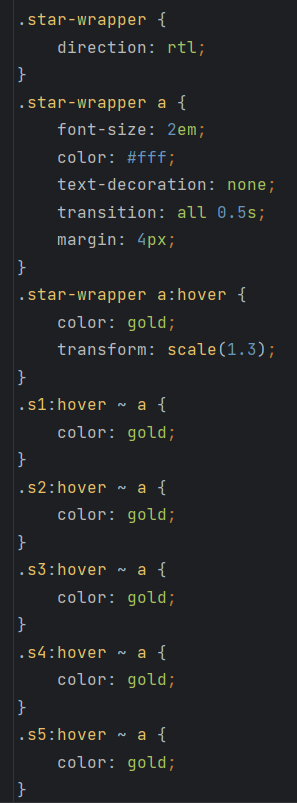 .star-wrapper {
    direction: rtl;
}
.star-wrapper a {
    font-size: 2em;
    color: #fff;
    text-decoration: none;
    transition: all 0.5s;
    margin: 4px;
}
.star-wrapper a:hover {
    color: gold;
    transform: scale(1.3);
}
.s1:hover ~ a {
    color: gold;
}
.s2:hover ~ a {
    color: gold;
}
.s3:hover ~ a {
    color: gold;
}
.s4:hover ~ a {
    color: gold;
}
.s5:hover ~ a {
    color: gold;
}